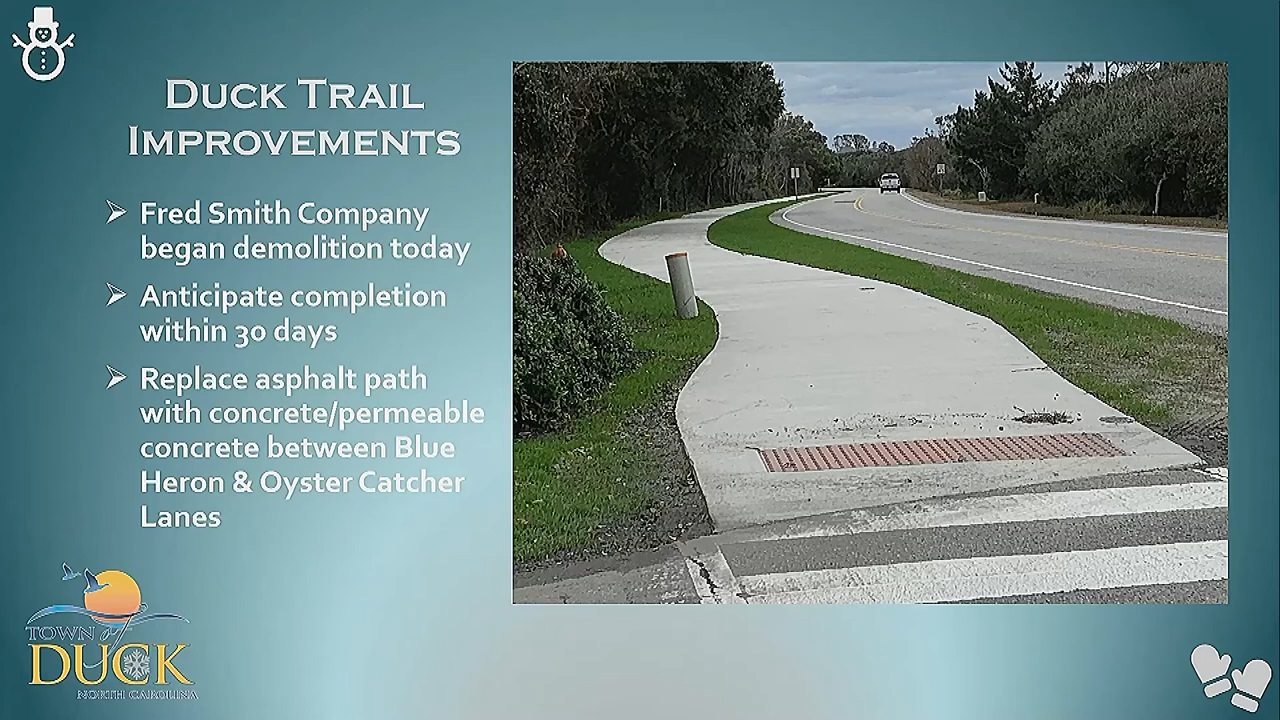 DUCK TRAIL
IMPROVEMENTS
Fred Smith Company
began demolition today
Anticipate completion
within 30 days
Replace asphalt path
with concrete/permeable
concrete between Blue
Heron & Oyster Catcher
Lanes
TOWN of
DUCK
NORTH CAROLINA